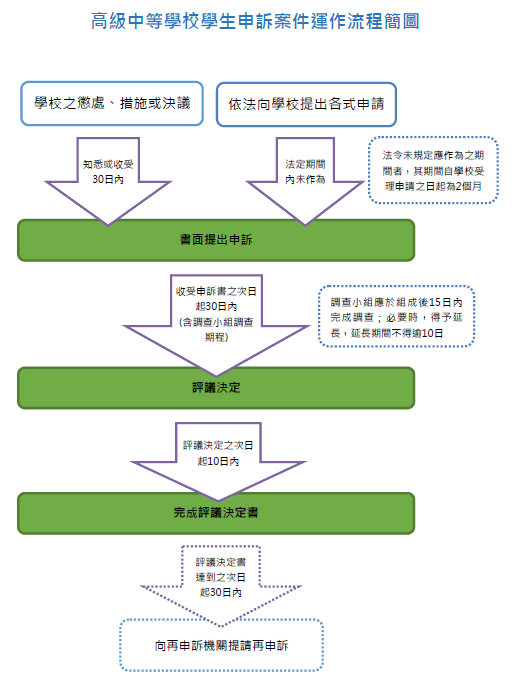 高級中等學校學生申訴案件運作流程簡圖
學校之懲處、措施或決議
依法向學校提出各式申請
知悉或收受
30日內
法定期間
內未作為
法令未規定應作為之期
間者，其期間自學校受
理申請之日起為2個月
書面提出申訴
收受申訴書之次日
起30日內
(含調查小組調查
期程)
調查小組應於組成後15日內
完成調查；必要時，得予延
長，延長期間不得逾10日
評議決定
評議決定之次日
起10日內
完成評議決定書
評議決定書
達到之次日
起30日內
向再申訴機關提請再申訴